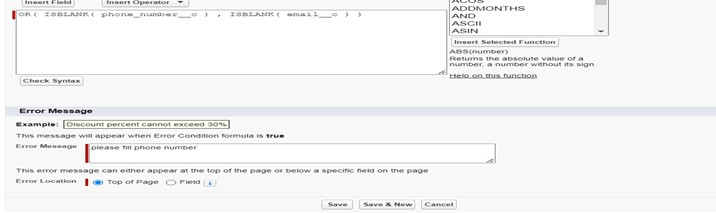 Insert Field Insert Operator
ACOS
ADDMONTHS
AND
ASCII
ASIN
OR( ISBLANK( phone_number__c ) , ISBLANK( email__c ) )
Insert Selected Function
ABS(number)
Returns the absolute value of a
number, a number without its sign
Help on this function
Check Syntax
Error Message
Example: Discount percent cannot exceed 30%
This message will appear when Error Condition formula is true
Error Message please fill phone number
This error message can either appear at the top of the page or below a specific field on the page
Error Location Top of Page Field i
Save Save & New Cancel